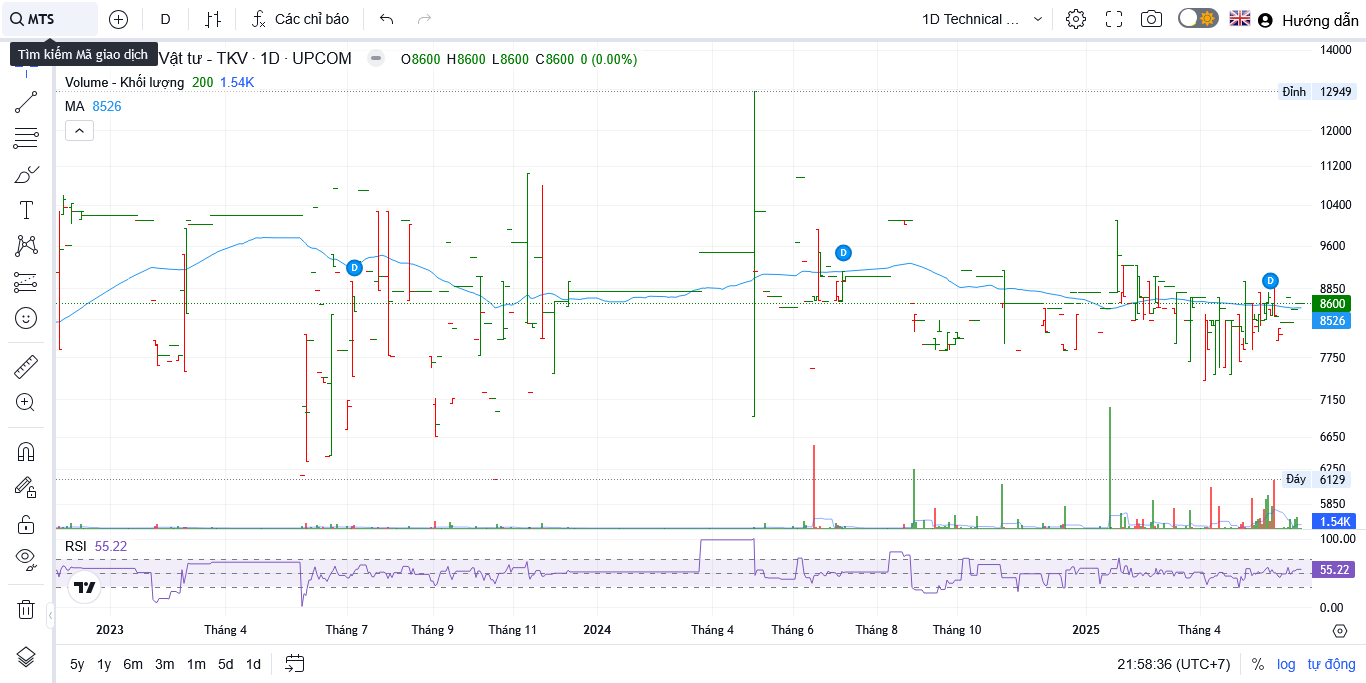 MTS D Các chỉ báo 1D Technical ... Hướng dẫn
Tìm kiếm Mã giao dịch
Vật tư - TKV · 1D · UPCOM O8600 H8600 L8600 C8600 0 (0.00%)
Volume - Khối lượng 200 1.54K
MA 8526
14000
Đỉnh 12949
12000
11200
10400
9600
8850
8600
8526
7750
7150
6650
6250
Đáy 6129
5850
1.54K
D
D
D
RSI 55.22
100.00
55.22
0.00
2023 Tháng 4 Tháng 7 Tháng 9 Tháng 11 2024 Tháng 4 Tháng 6 Tháng 8 Tháng 10 2025 Tháng 4
5y 1y 6m 3m 1m 5d 1d 21:58:36 (UTC+7) % log tự động